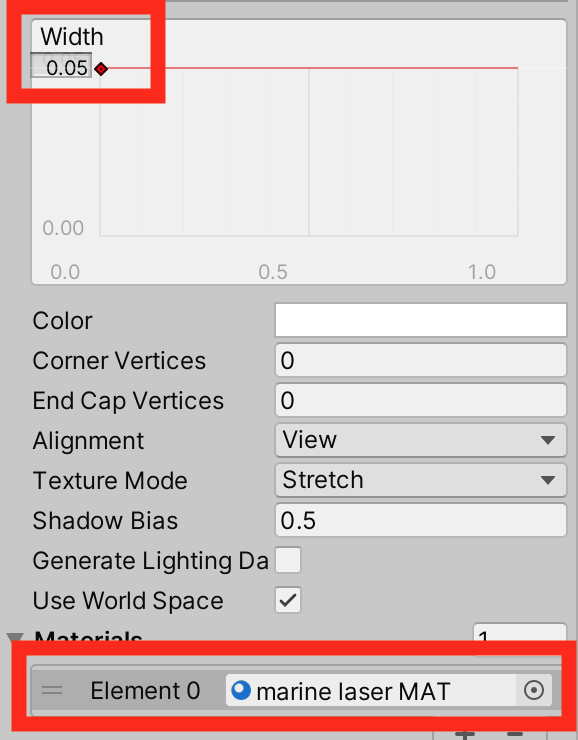 Width
0.05
0.00
0.0 0.5 1.0
Color
Corner Vertices 0
End Cap Vertices 0
Alignment View
Texture Mode Stretch
Shadow Bias 0.5
Generate Lighting Da
Use World Space
Materials 1
Element 0 marine laser MAT